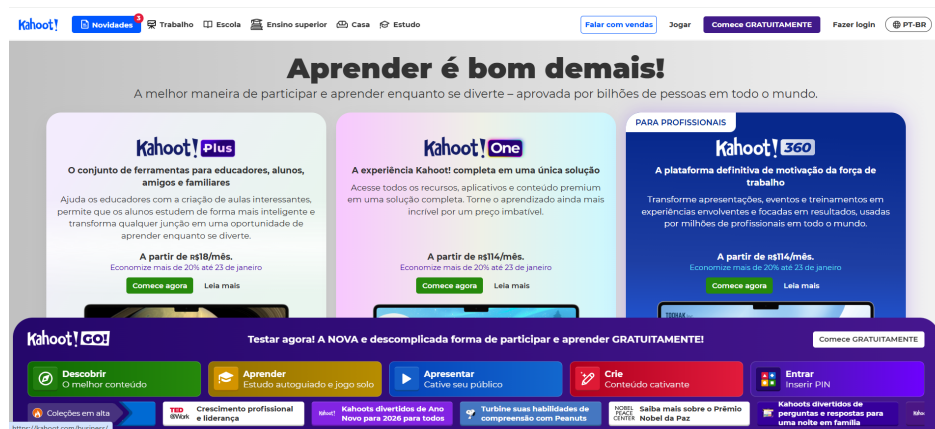 Kahoot!
Novidades
3
Trabalho
Escola
Ensino superior
Casa
Estudo
Falar com vendas
Jogar
Comece GRATUITAMENTE
Fazer login
PT-BR
Aprender é bom demais!
A melhor maneira de participar e aprender enquanto se diverte – aprovada por bilhões de pessoas em todo o mundo.
Kahoot! Plus
O conjunto de ferramentas para educadores, alunos,
amigos e familiares
Ajuda os educadores com a criação de aulas interessantes,
permite que os alunos estudem de forma mais inteligente e
transforma qualquer junção em uma oportunidade de
aprender enquanto se diverte.
A partir de R$18/mês.
Economize mais de 20% até 23 de janeiro
Comece agora
Leia mais
Kahoot! One
A experiência Kahoot! completa em uma única solução
Acesse todos os recursos, aplicativos e conteúdo premium
em uma solução completa. Torne o aprendizado ainda mais
incrível por um preço imbatível.
A partir de R$114/mês.
Economize mais de 20% até 23 de janeiro
Comece agora
Leia mais
PARA PROFISSIONAIS
Kahoot! 360
A plataforma definitiva de motivação da força de
trabalho
Transforme apresentações, eventos e treinamentos em
experiências envolventes e focadas em resultados, usadas
por milhões de profissionais em todo o mundo.
A partir de R$114/mês.
Economize mais de 20% até 23 de janeiro
Comece agora
Leia mais
Kahoot! GO!
Testar agora! A NOVA e descomplicada forma de participar e aprender GRATUITAMENTE!
Comece GRATUITAMENTE
Descobrir
O melhor conteúdo
Aprender
Estudo autoguiado e jogo solo
Apresentar
Cative seu público
Crie
Conteúdo cativante
Entrar
Inserir PIN
Coleções em alta
TED
@Work
Crescimento profissional
e liderança
Kahoot!
Kahoots divertidos de Ano
Novo para 2026 para todos
Turbine suas habilidades de
compreensão com Peanuts
NOBEL
PEACE
CENTER
Saiba mais sobre o Prêmio
Nobel da Paz
Kahoots divertidos de
perguntas e respostas para
uma noite em família
https://kahoot.com/business/